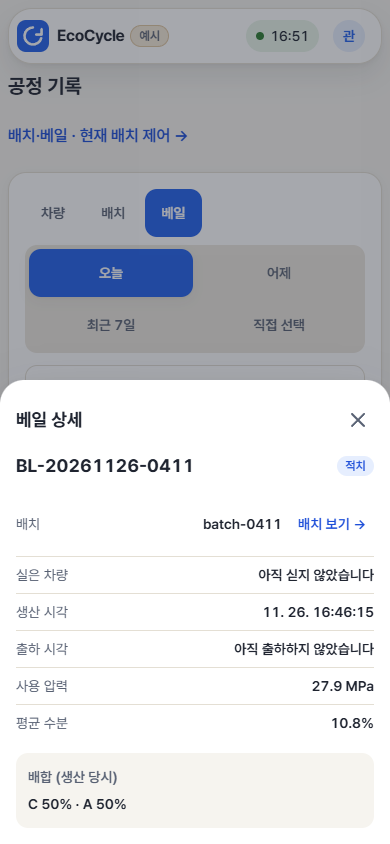 EcoCycle 예시 16:51 관
공정 기록
배치·베일 · 현재 배치 제어 →
차량 배치 베일
오늘 어제
최근 7일 직접 선택
베일 상세
BL-20261126-0411 적치
배치 batch-0411 배치 보기 →
실은 차량 아직 싣지 않았습니다
생산 시각 11. 26. 16:46:15
출하 시각 아직 출하하지 않았습니다
사용 압력 27.9 MPa
평균 수분 10.8%
배합 (생산 당시)
C 50% · A 50%